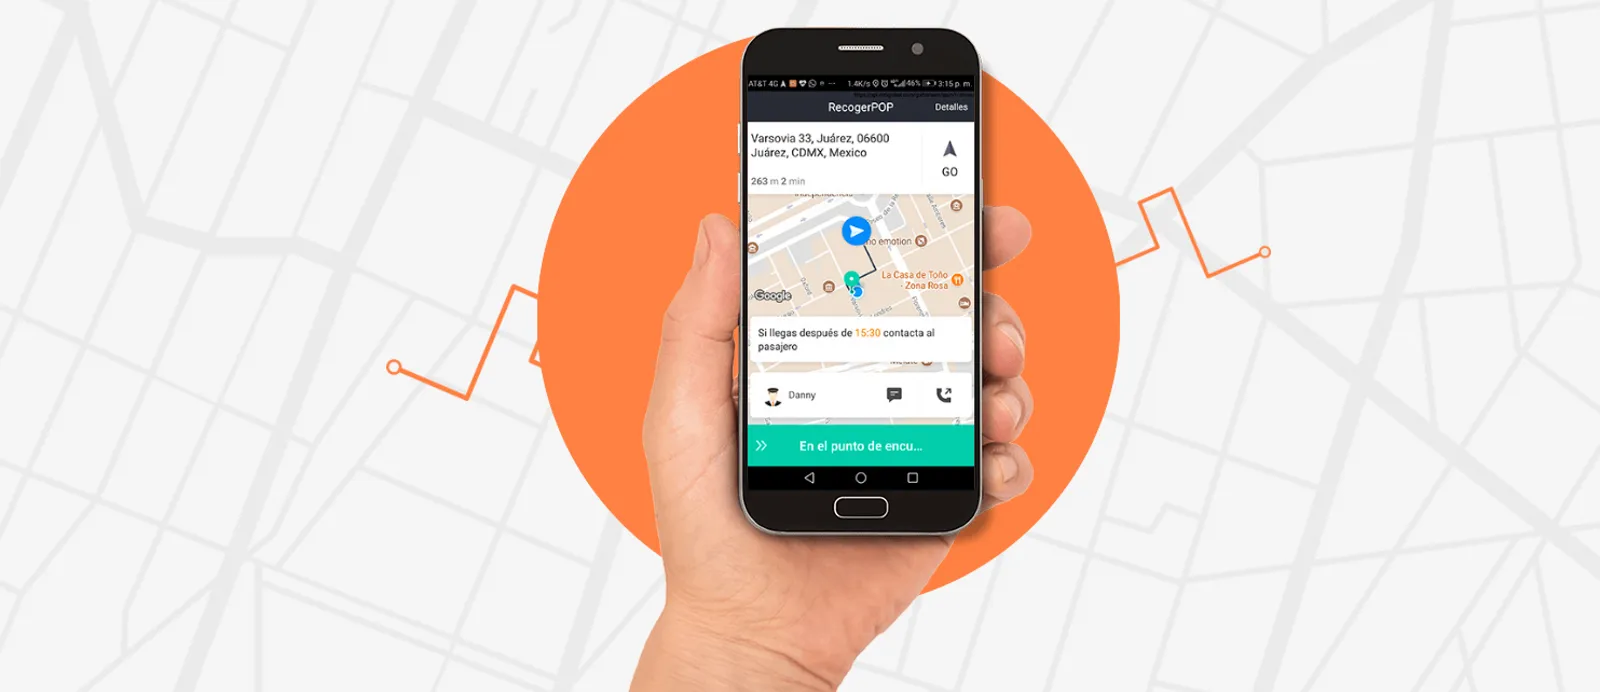 AT&T 4G 1.4K/s 46% 3:15 p. m.
RecogerPOP Detalles
Varsovia 33, Juárez, 06600
Juárez, CDMX, Mexico
GO
263 m 2 min
emotion
La Casa de Toño
- Zona Rosa
Google
Si llegas después de 15:30 contacta al
pasajero
Danny
En el punto de encu...